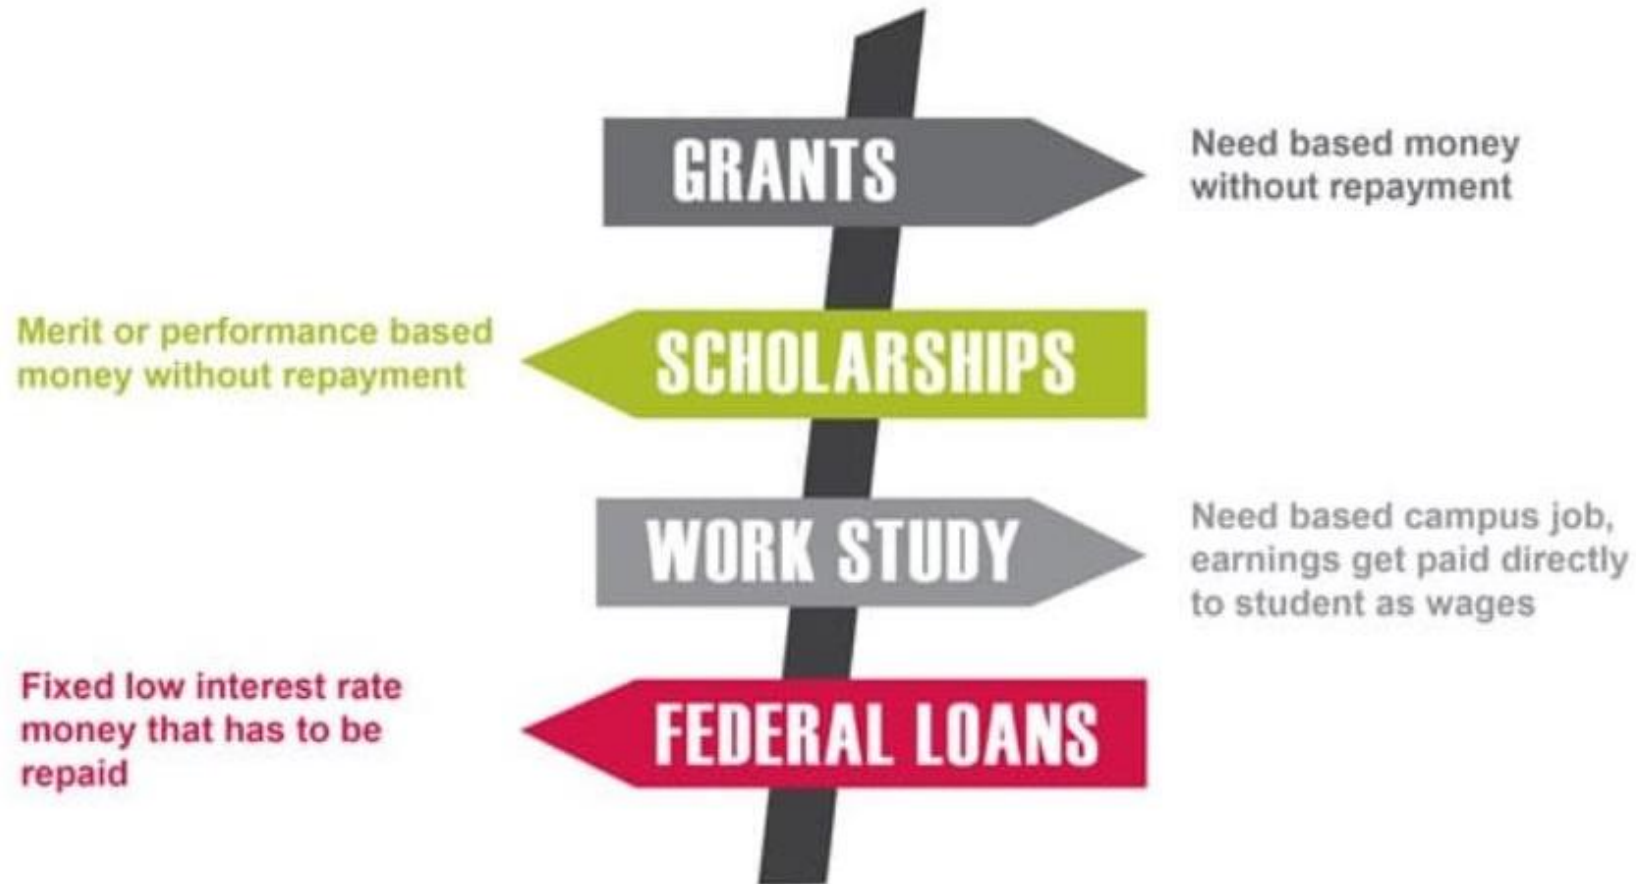 GRANTS
Need based money
without repayment
Merit or performance based
money without repayment
SCHOLARSHIPS
WORK STUDY
Need based campus job,
earnings get paid directly
to student as wages
Fixed low interest rate
money that has to be
repaid
FEDERAL LOANS